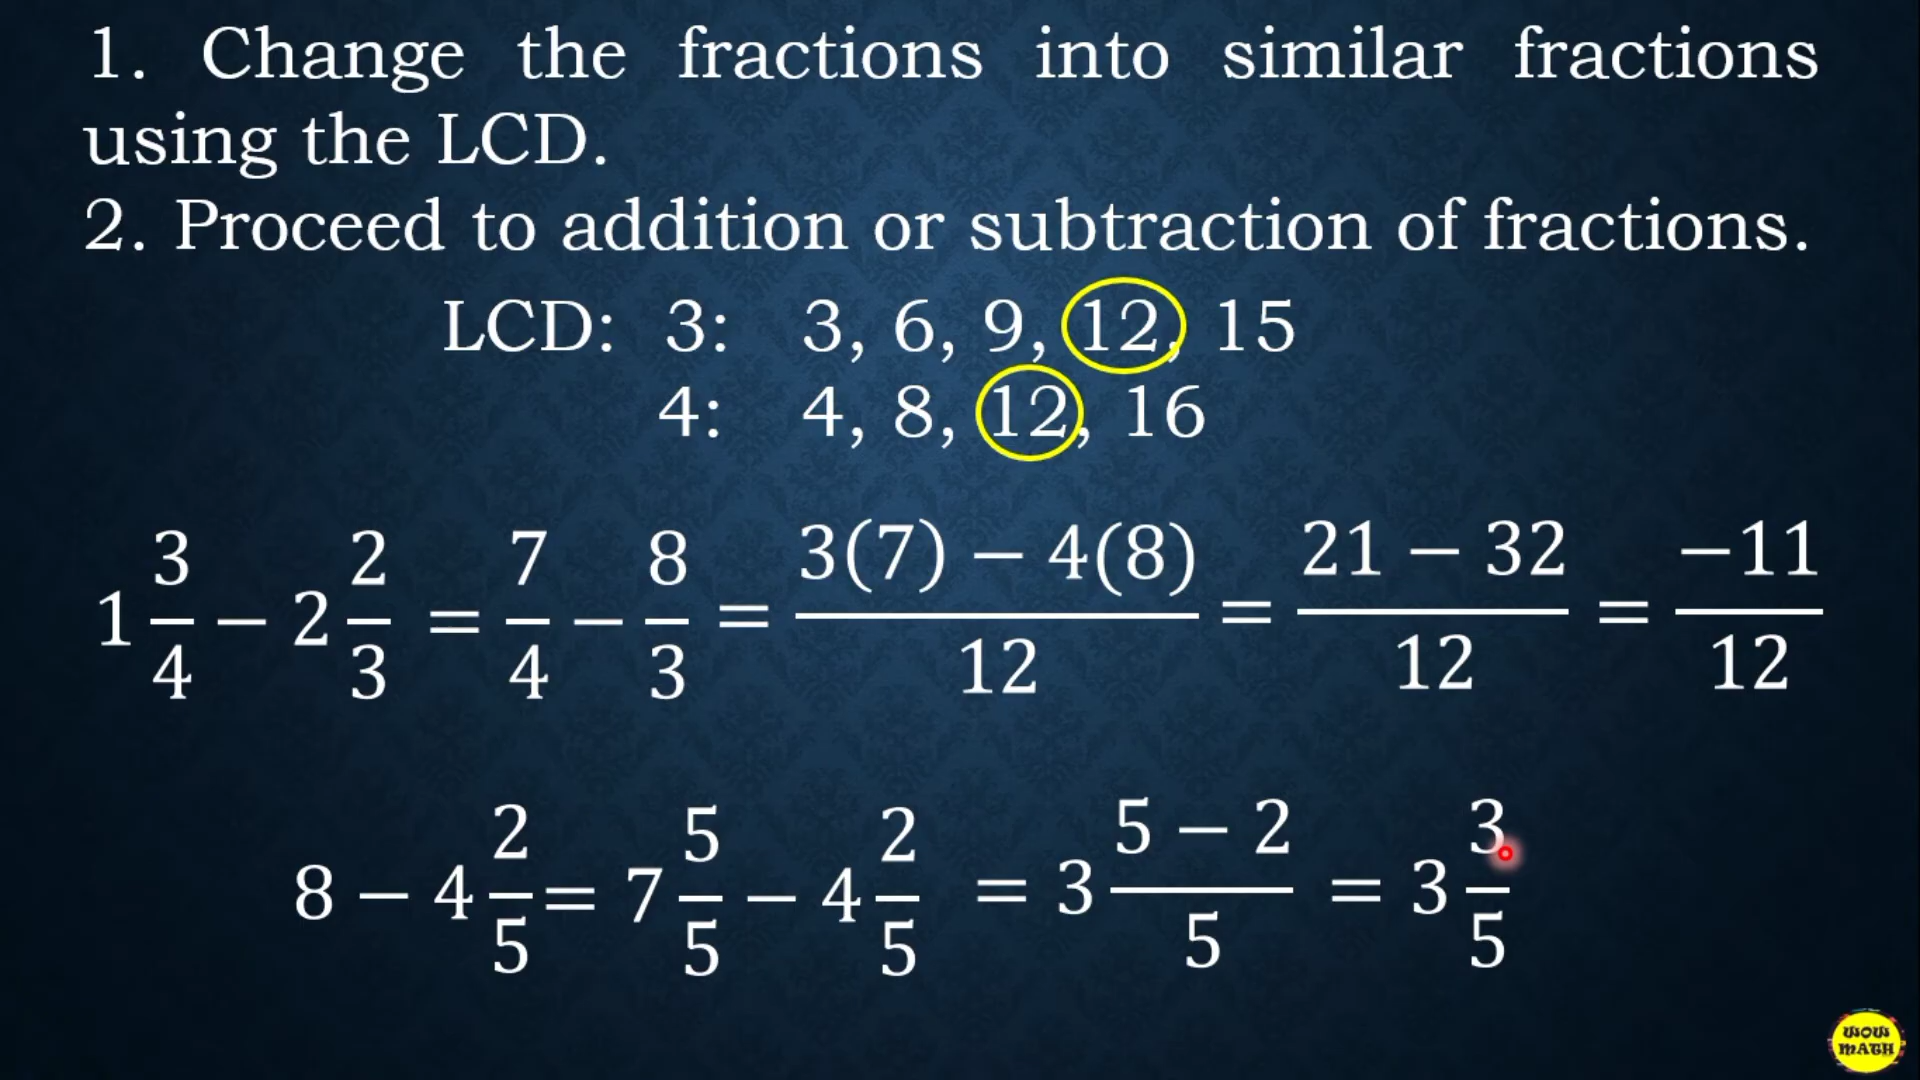 1. Change the fractions into similar fractions
using the LCD.
2. Proceed to addition or subtraction of fractions.
LCD: 3: 3, 6, 9, 12, 15
4: 4, 8, 12, 16
1 3/4 − 2 2/3 = 7/4 − 8/3 = 3(7) − 4(8)/12 = 21 − 32/12 = −11/12
8 − 4 2/5 = 7 5/5 − 4 2/5 = 3 5 − 2/5 = 3 3/5
WOW
MATH